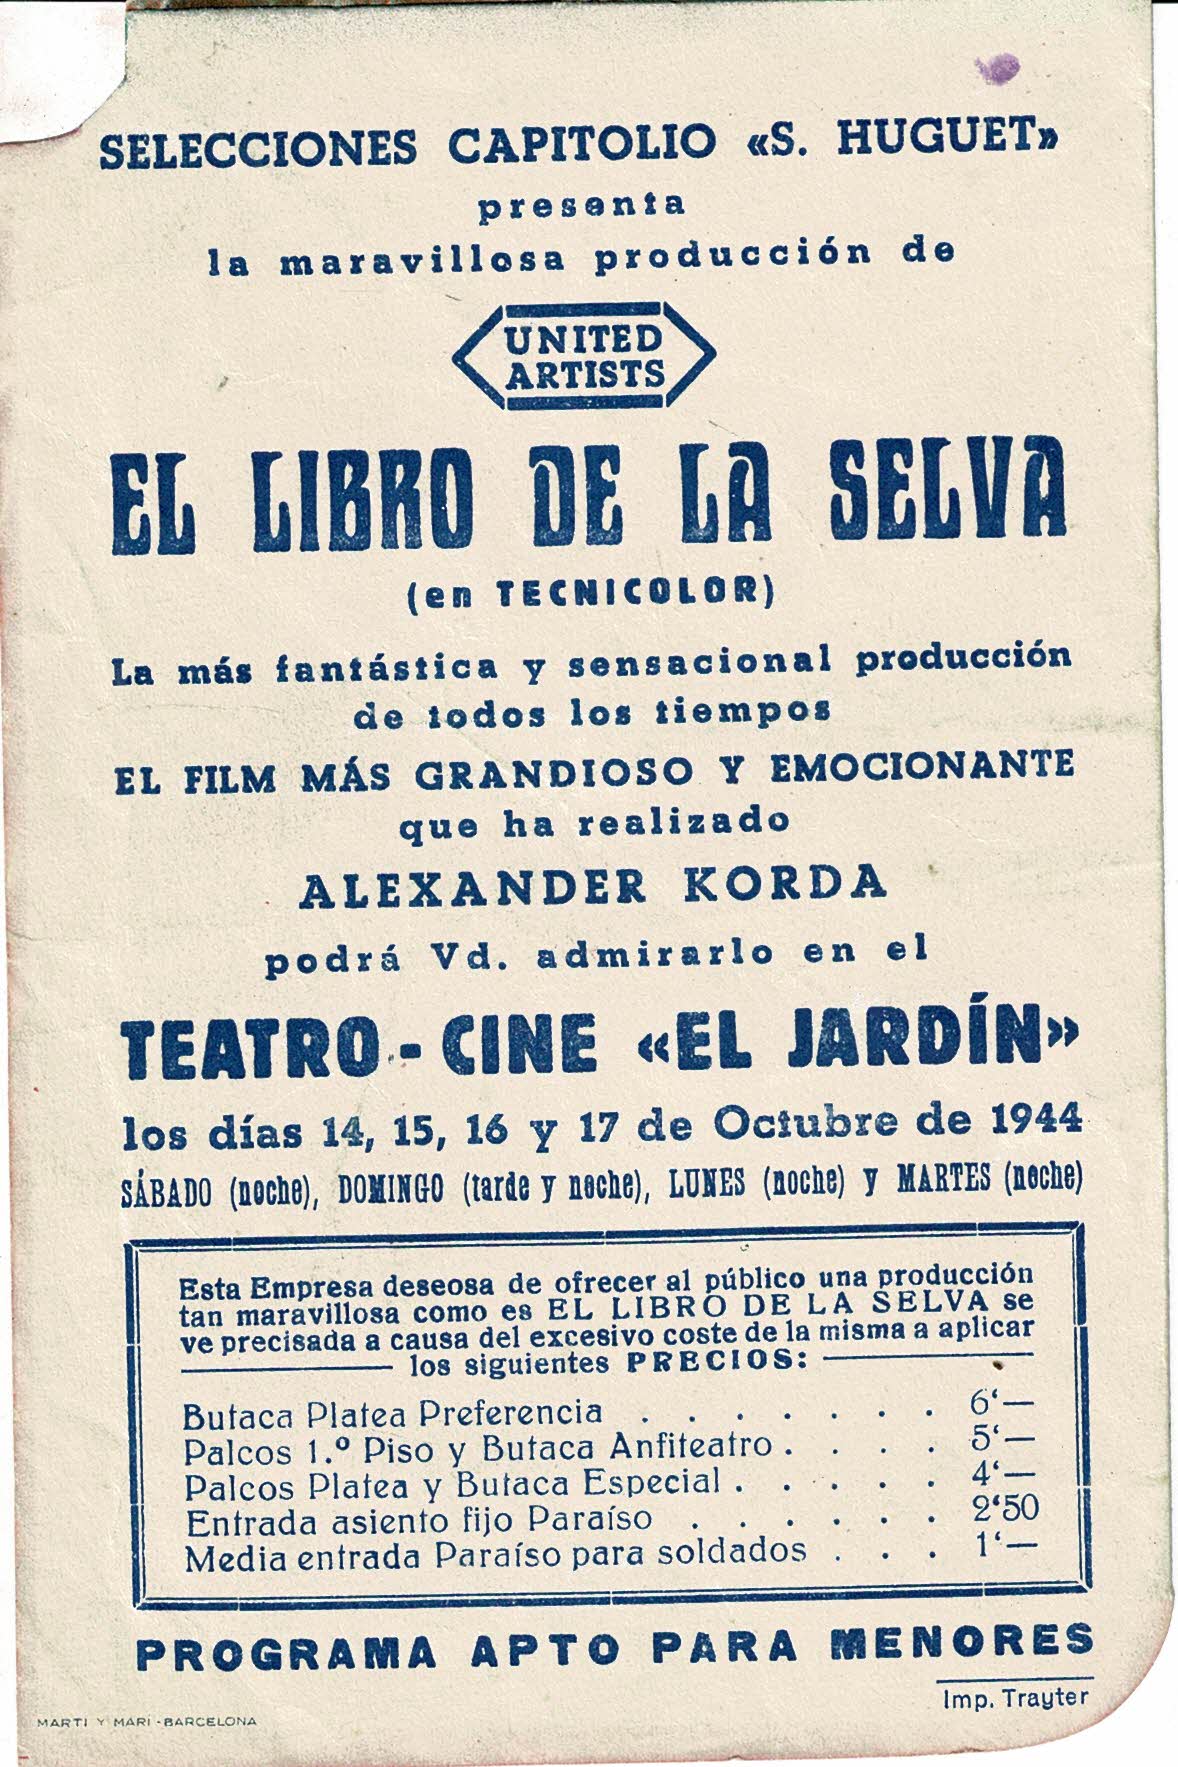 SELECCIONES CAPITOLIO «S. HUGUET»
presenta
la maravillosa producción de
UNITED
ARTISTS
EL LIBRO DE LA SELVA
(en TECNICOLOR)
La más fantástica y sensacional producción
de todos los tiempos
EL FILM MÁS GRANDIOSO Y EMOCIONANTE
que ha realizado
ALEXANDER KORDA
podrá Vd. admirarlo en el
TEATRO - CINE «EL JARDÍN»
los días 14, 15, 16 y 17 de Octubre de 1944
SÁBADO (noche), DOMINGO (tarde y noche), LUNES (noche) y MARTES (noche)
Esta Empresa deseosa de ofrecer al público una producción
tan maravillosa como es EL LIBRO DE LA SELVA se
ve precisada a causa del excesivo coste de la misma a aplicar
los siguientes PRECIOS:
Butaca Platea Preferencia . . . . . . . 6‘—
Palcos 1.º Piso y Butaca Anfiteatro . . . . 5‘—
Palcos Platea y Butaca Especial . . . . . 4‘—
Entrada asiento fijo Paraíso . . . . . . 2‘50
Media entrada Paraíso para soldados . . . 1‘—
PROGRAMA APTO PARA MENORES
Imp. Trayter
MARTI Y MARI - BARCELONA